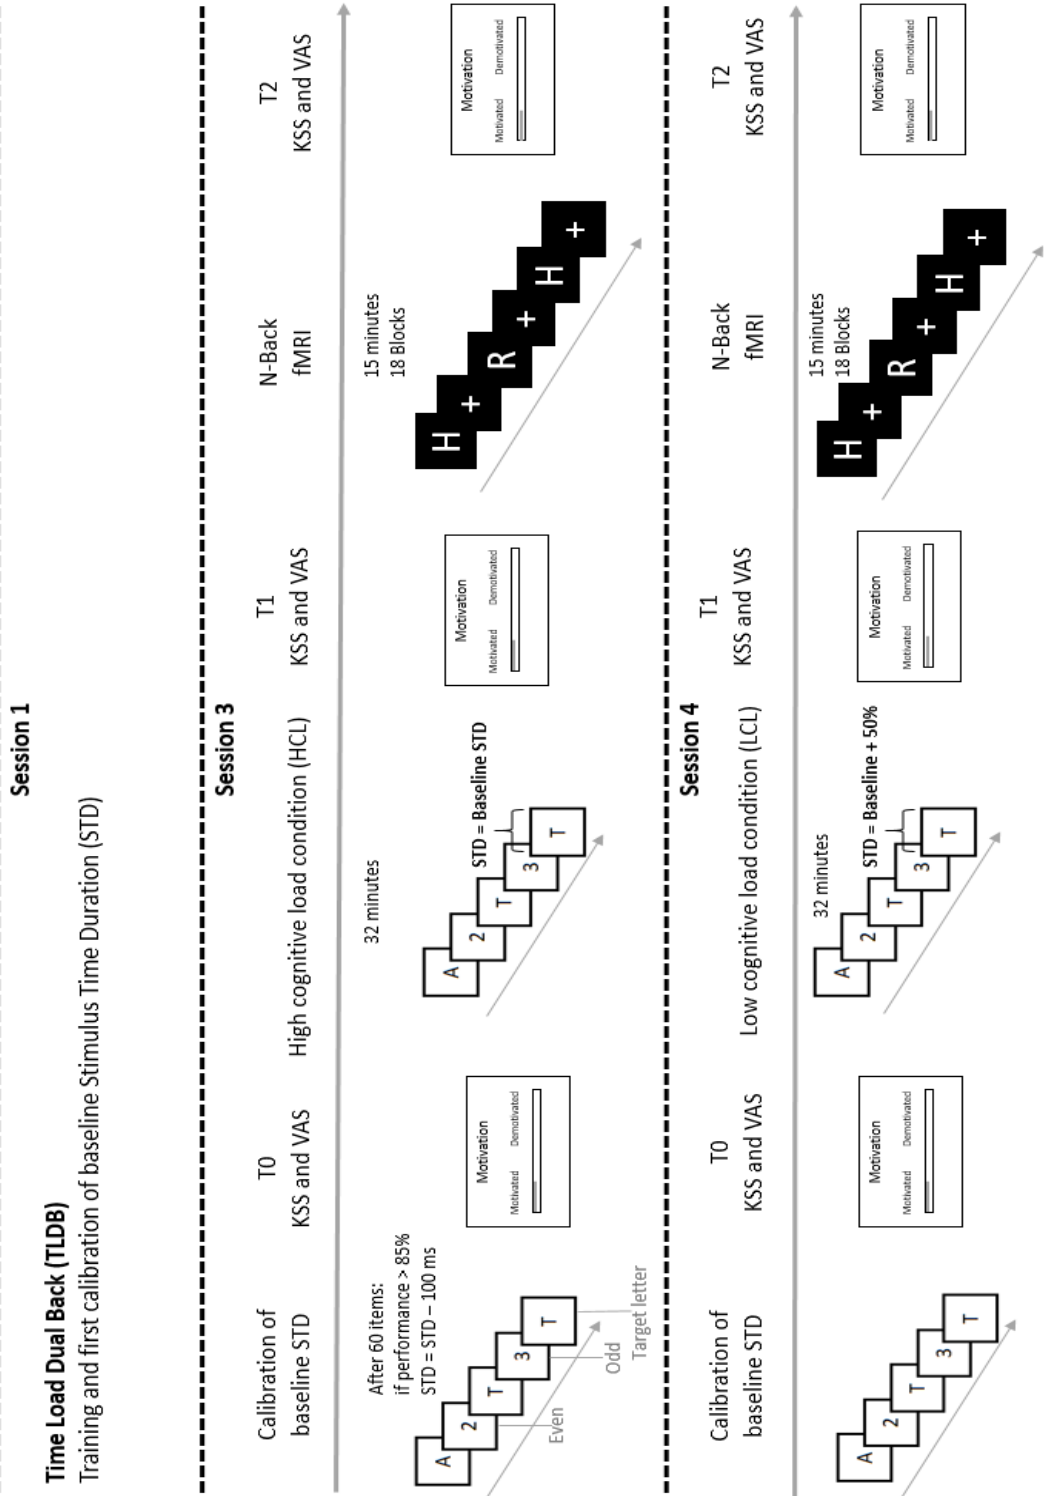 Session 1
Time Load Dual Back (TLDB)
Training and first calibration of baseline Stimulus Time Duration (STD)
Session 3
Calibration of
baseline STD
T0
KSS and VAS
High cognitive load condition (HCL)
T1
KSS and VAS
N-Back
fMRI
T2
KSS and VAS
After 60 items:
if performance > 85%
STD = STD – 100 ms
A
2
T
3
T
Even
Odd
Target letter
Motivation
Motivated Demotivated
32 minutes
STD = Baseline STD
A
2
T
3
T
Motivation
Motivated Demotivated
15 minutes
18 Blocks
H
+
R
+
H
+
Motivation
Motivated Demotivated
Session 4
Calibration of
baseline STD
T0
KSS and VAS
Low cognitive load condition (LCL)
T1
KSS and VAS
N-Back
fMRI
T2
KSS and VAS
A
2
T
3
T
Motivation
Motivated Demotivated
32 minutes
STD = Baseline + 50%
A
2
T
3
T
Motivation
Motivated Demotivated
15 minutes
18 Blocks
H
+
R
+
H
+
Motivation
Motivated Demotivated